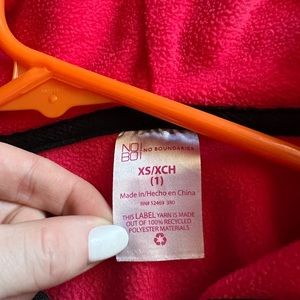 NO!
BO!
NO BOUNDARIES
XS/XCH
(1)
Made in/Hecho en China
RN# 52469 390
THIS LABEL YARN IS MADE
OUT OF 100% RECYCLED
POLYESTER MATERIALS